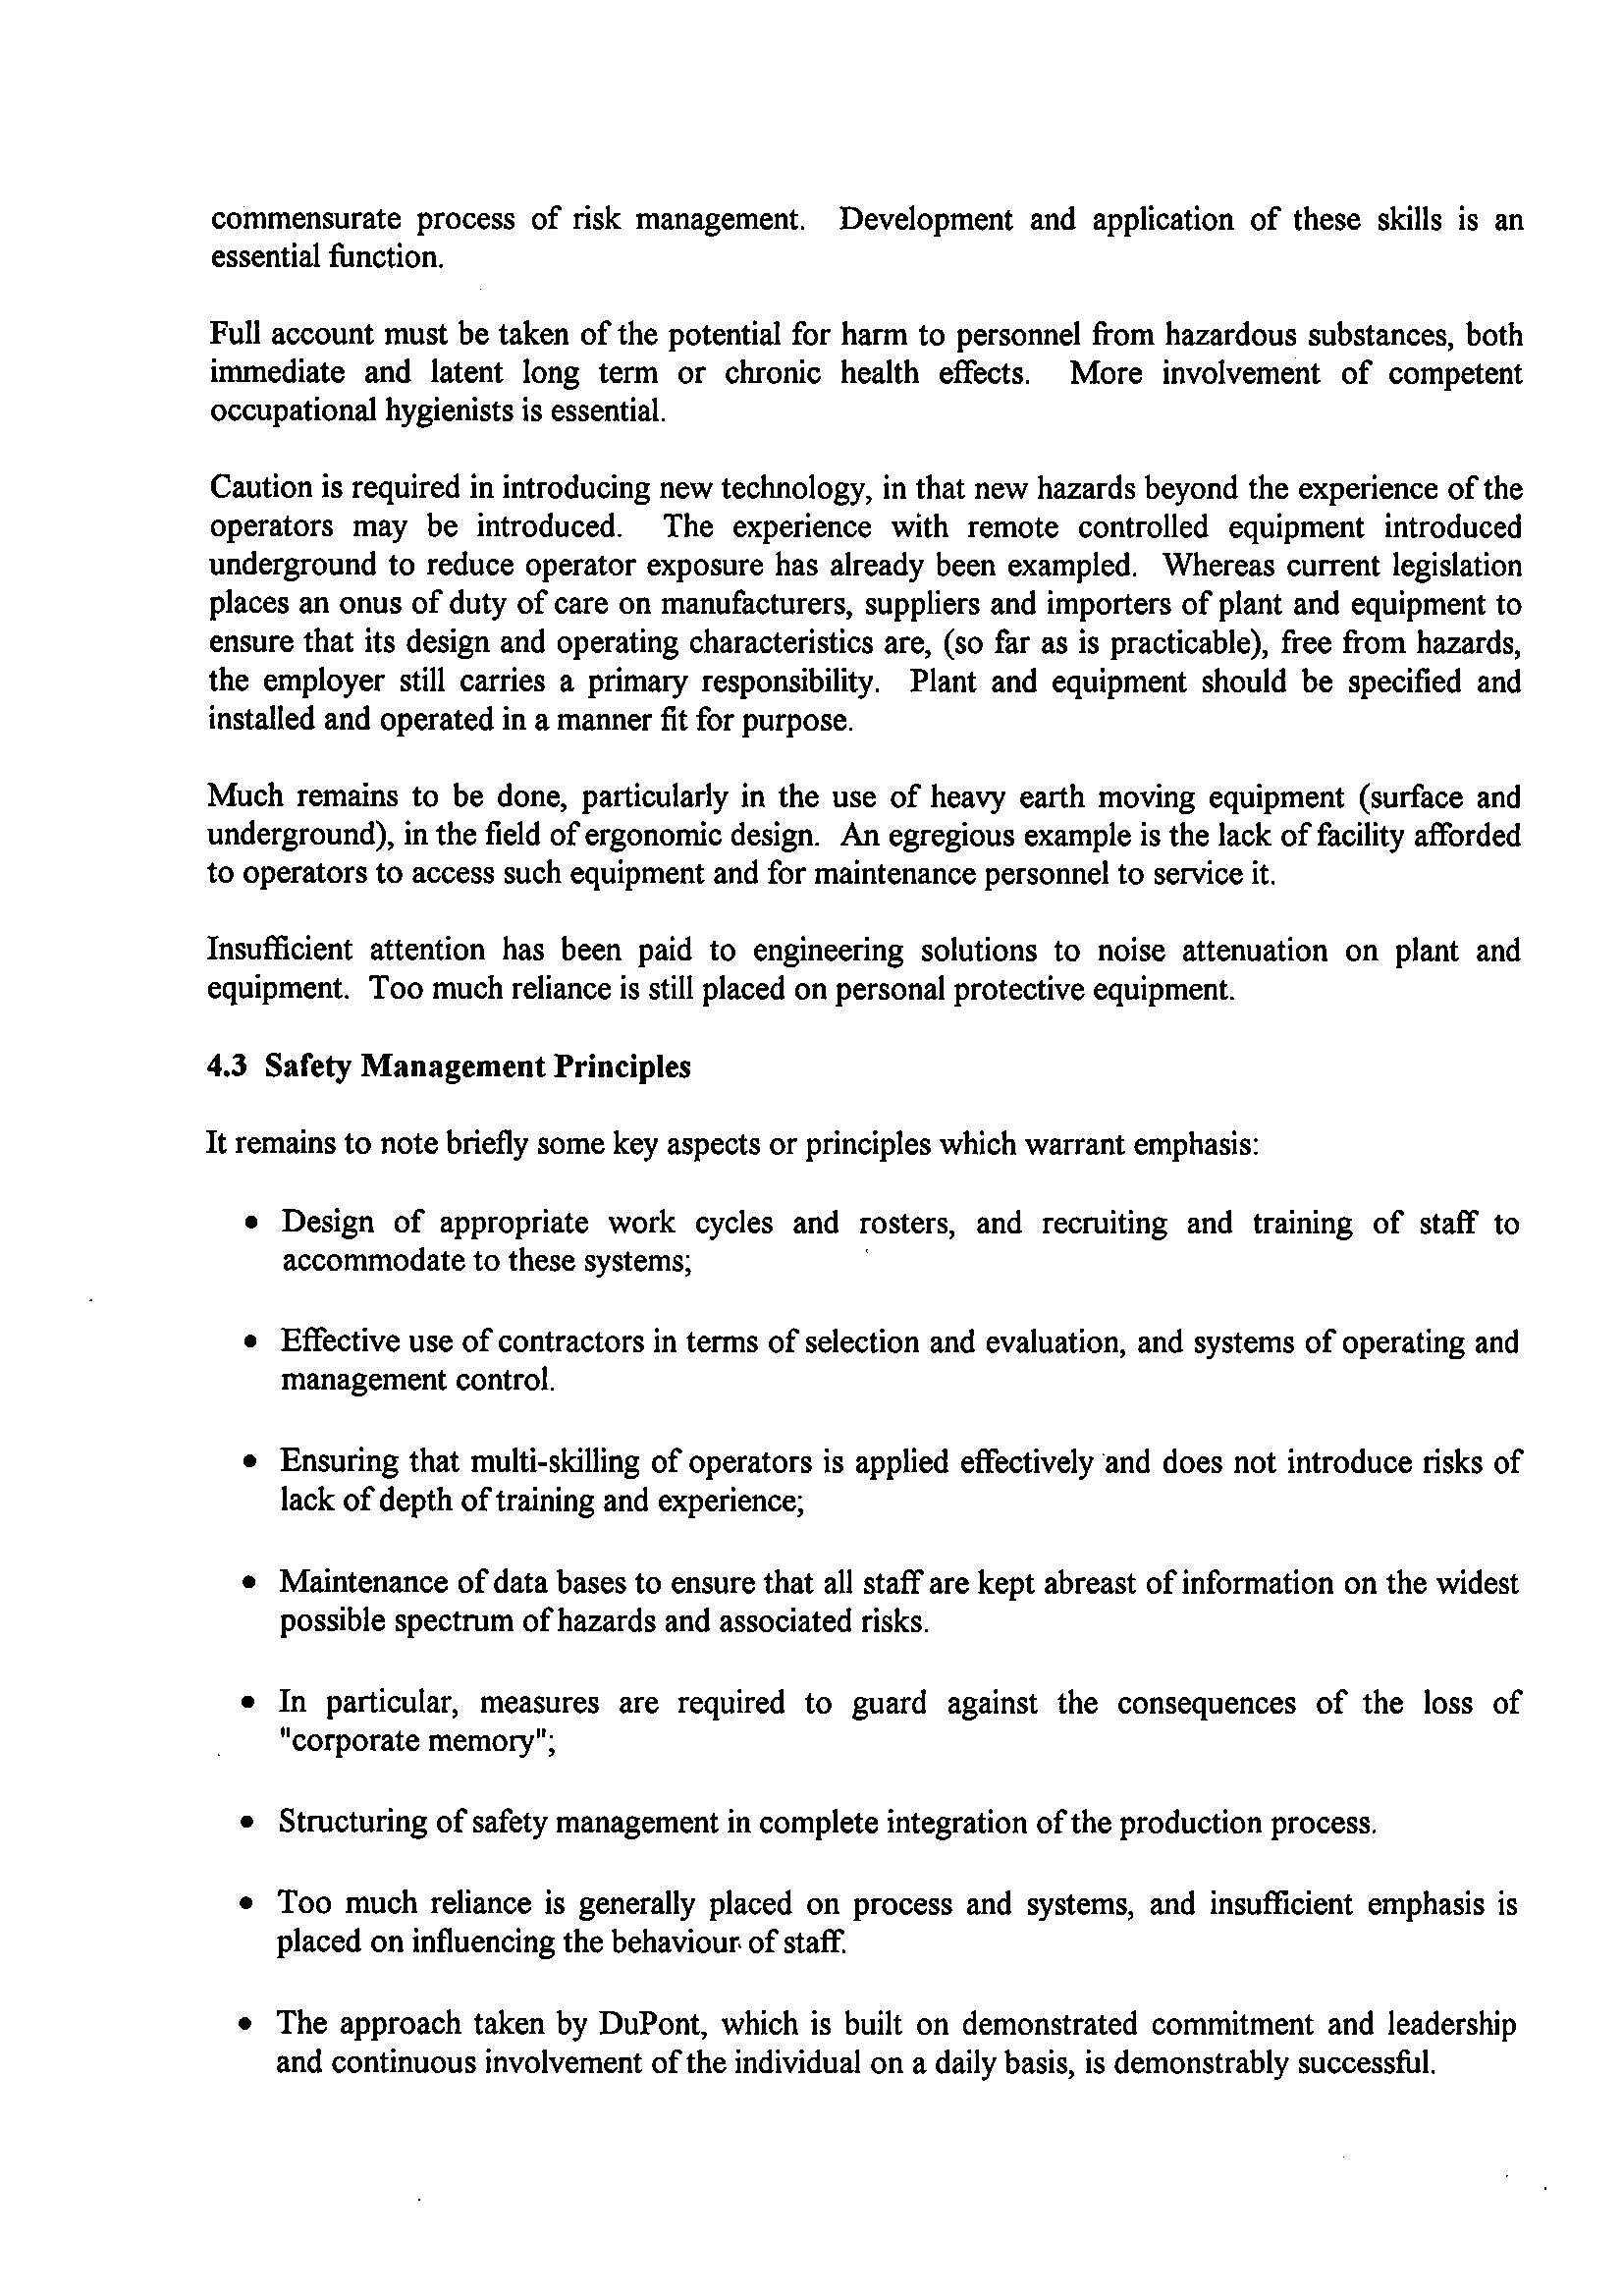 commensurate process of risk management. Development and application of these skills is an
essential function.
Full account must be taken of the potential for harm to personnel from hazardous substances, both
immediate and latent long term or chronic health effects. More involvement of competent
occupational hygienists is essential.
Caution is required in introducing new technology, in that new hazards beyond the experience of the
operators may be introduced. The experience with remote controlled equipment introduced
underground to reduce operator exposure has already been exampled. Whereas current legislation
places an onus of duty of care on manufacturers, suppliers and importers of plant and equipment to
ensure that its design and operating characteristics are, (so far as is practicable), free from hazards,
the employer still carries a primary responsibility. Plant and equipment should be specified and
installed and operated in a manner fit for purpose.
Much remains to be done, particularly in the use of heavy earth moving equipment (surface and
underground), in the field of ergonomic design. An egregious example is the lack of facility afforded
to operators to access such equipment and for maintenance personnel to service it.
Insufficient attention has been paid to engineering solutions to noise attenuation on plant and
equipment. Too much reliance is still placed on personal protective equipment.
4.3 Safety Management Principles
It remains to note briefly some key aspects or principles which warrant emphasis:
• Design of appropriate work cycles and rosters, and recruiting and training of staff to
accommodate to these systems;
• Effective use of contractors in terms of selection and evaluation, and systems of operating and
management control.
• Ensuring that multi-skilling of operators is applied effectively and does not introduce risks of
lack of depth of training and experience;
• Maintenance of data bases to ensure that all staff are kept abreast of information on the widest
possible spectrum of hazards and associated risks.
• In particular, measures are required to guard against the consequences of the loss of
"corporate memory";
• Structuring of safety management in complete integration of the production process.
• Too much reliance is generally placed on process and systems, and insufficient emphasis is
placed on influencing the behaviour of staff.
• The approach taken by DuPont, which is built on demonstrated commitment and leadership
and continuous involvement of the individual on a daily basis, is demonstrably successful.